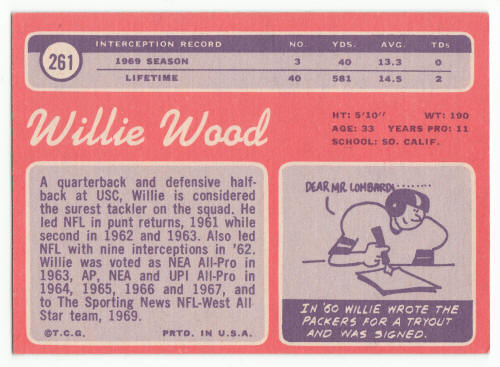 261
INTERCEPTION RECORD NO. YDS. AVG. TDs
1969 SEASON 3 40 13.3 0
LIFETIME 40 581 14.5 2
Willie Wood
HT: 5'10" WT: 190
AGE: 33 YEARS PRO: 11
SCHOOL: SO. CALIF.
A quarterback and defensive half-
back at USC, Willie is considered
the surest tackler on the squad. He
led NFL in punt returns, 1961 while
second in 1962 and 1963. Also led
NFL with nine interceptions in '62.
Willie was voted as NEA All-Pro in
1963, AP, NEA and UPI All-Pro in
1964, 1965, 1966 and 1967, and
to The Sporting News NFL-West All
Star team, 1969.
©T.C.G. PRTD. IN U.S.A.
DEAR MR. LOMBARDI........
IN '60 WILLIE WROTE THE
PACKERS FOR A TRYOUT
AND WAS SIGNED.